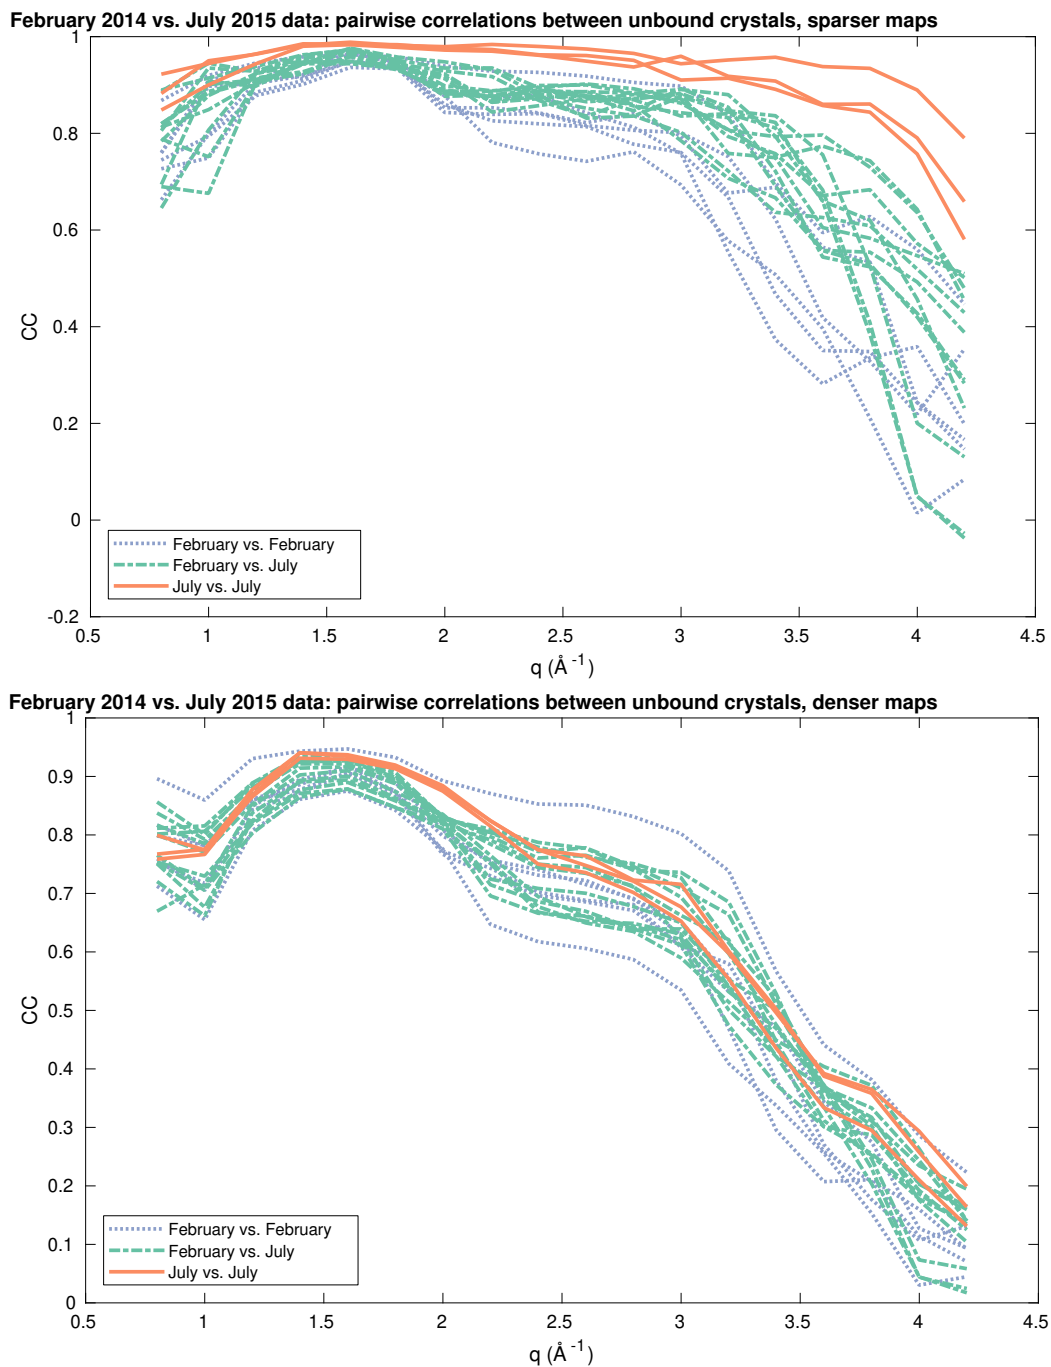 February 2014 vs. July 2015 data: pairwise correlations between unbound crystals, sparser maps
1
0.8
0.6
0.4
0.2
0
-0.2
CC
February vs. February
February vs. July
July vs. July
0.5 1 1.5 2 2.5 3 3.5 4 4.5
q (Å⁻¹)
February 2014 vs. July 2015 data: pairwise correlations between unbound crystals, denser maps
1
0.9
0.8
0.7
0.6
0.5
0.4
0.3
0.2
0.1
0
CC
February vs. February
February vs. July
July vs. July
0.5 1 1.5 2 2.5 3 3.5 4 4.5
q (Å⁻¹)